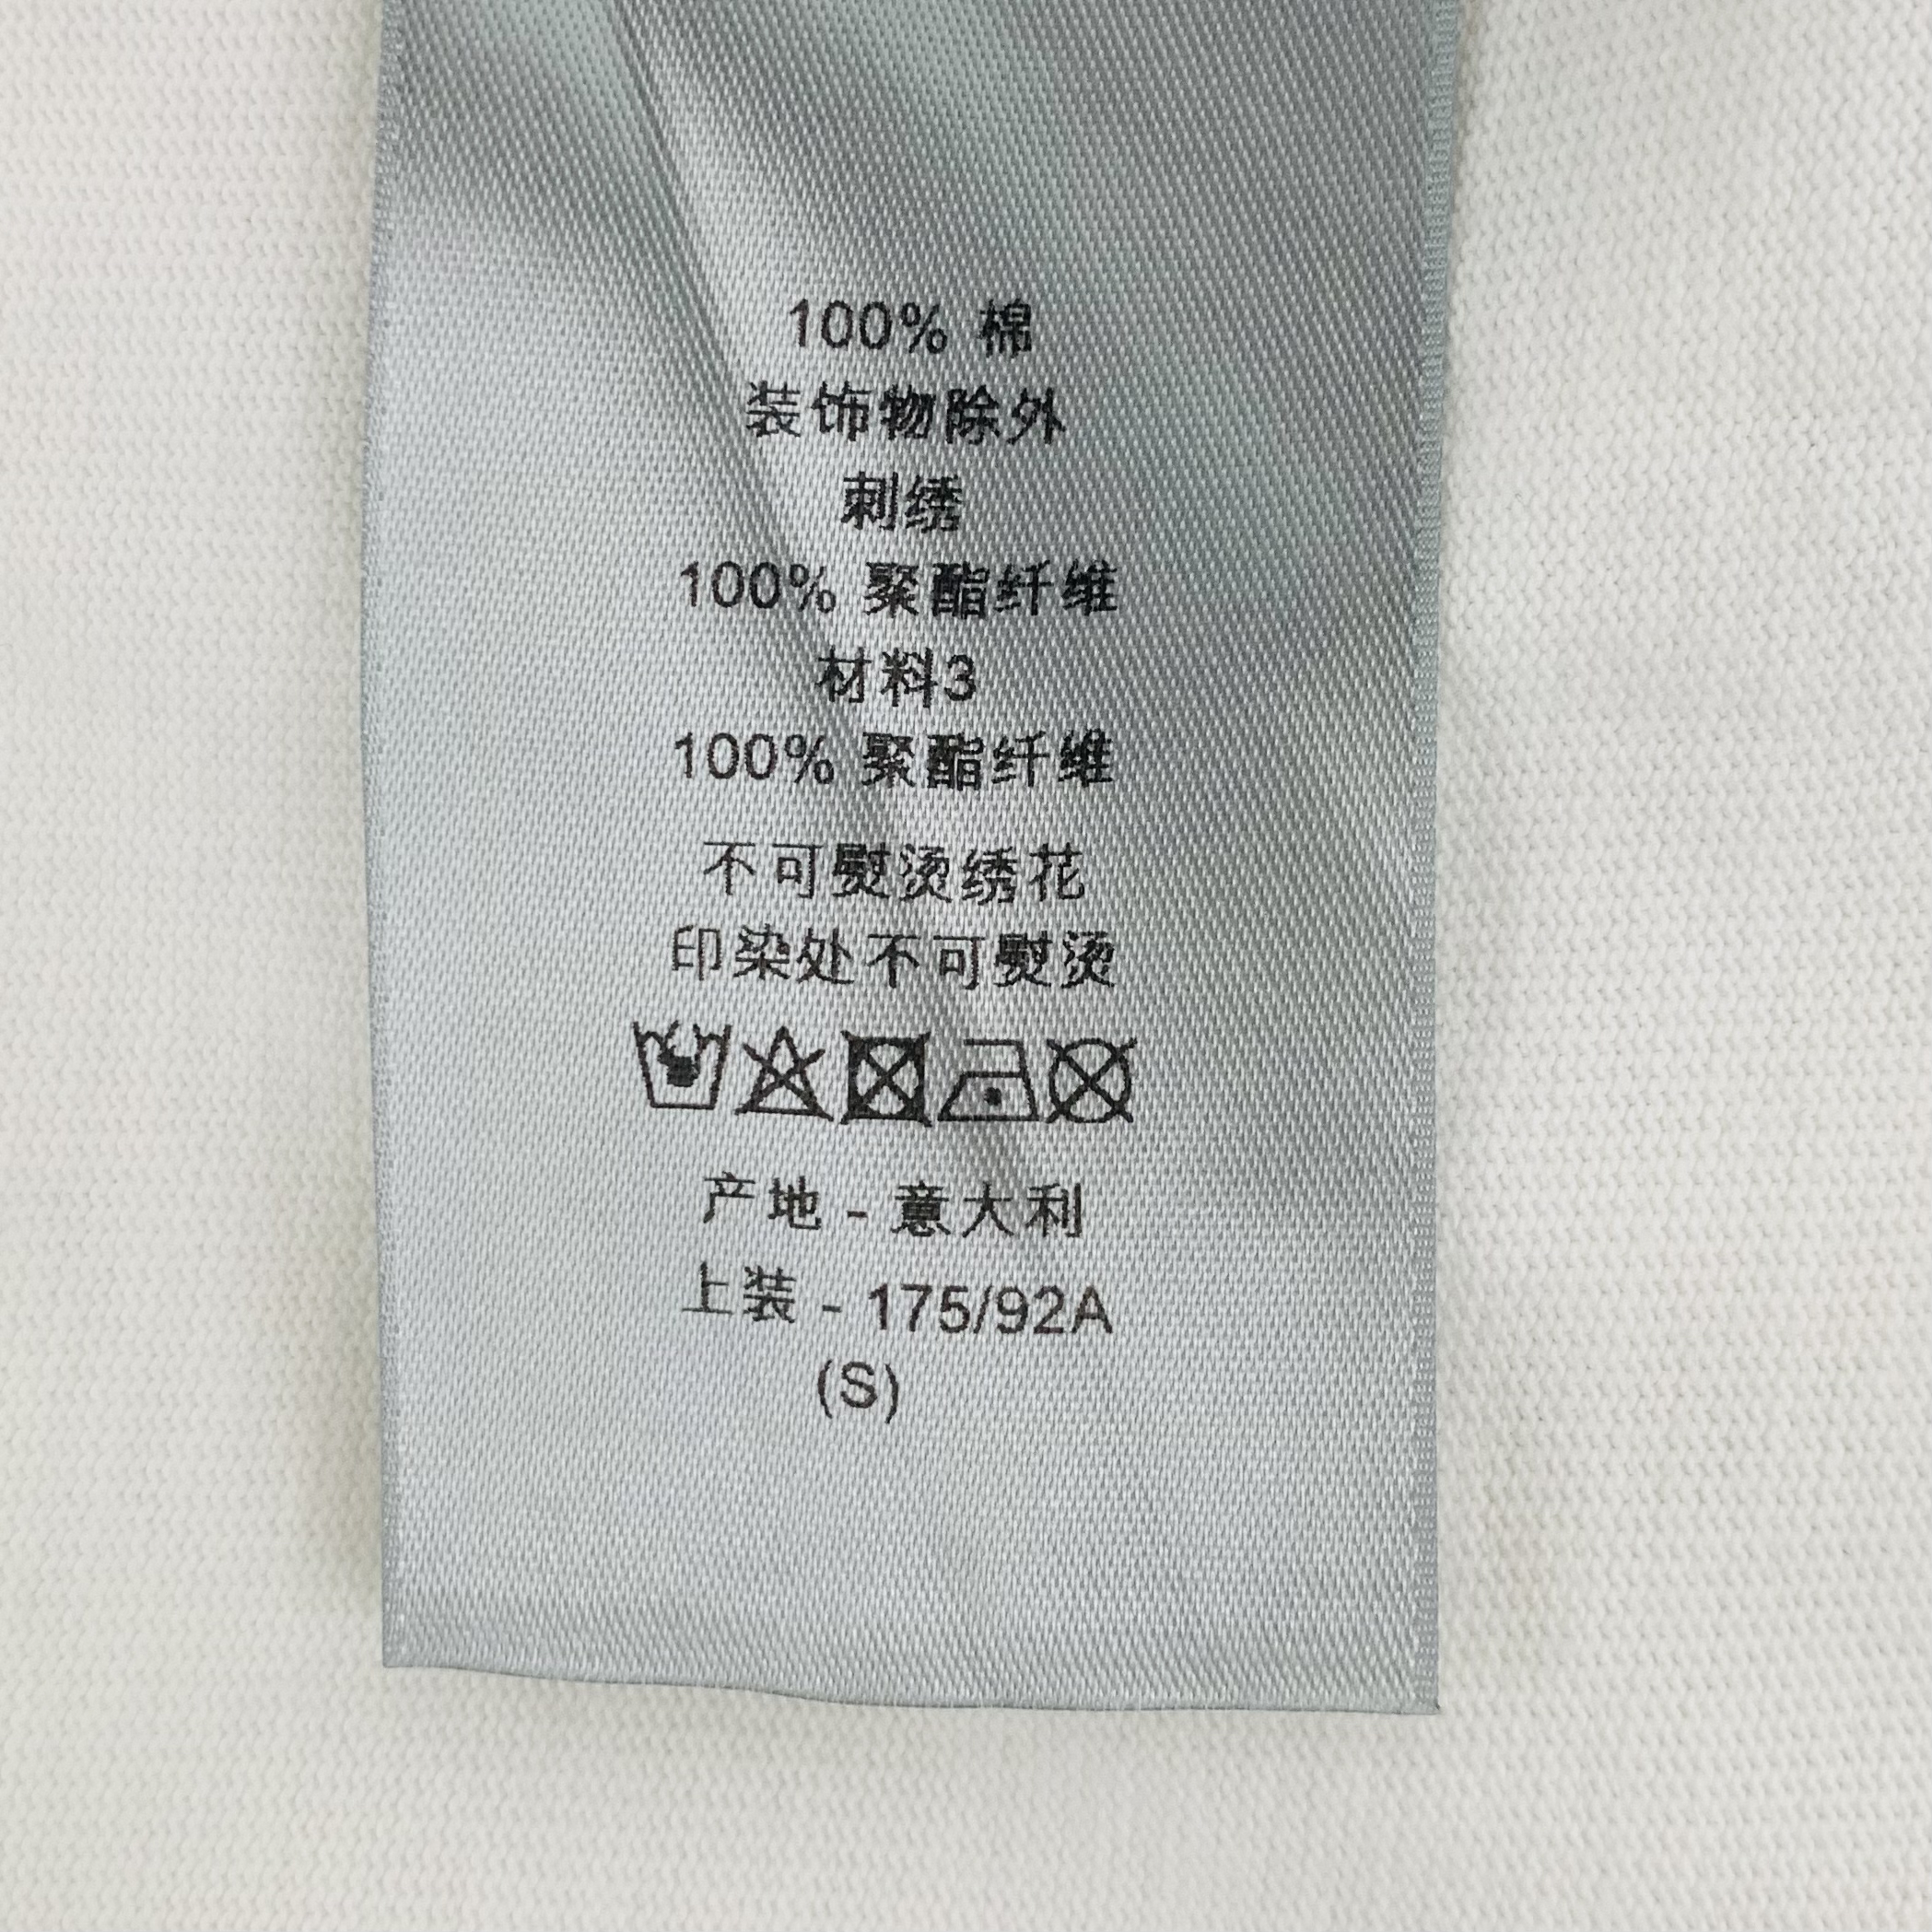 100% 棉
装饰物除外
刺绣
100% 聚酯纤维
材料3
100% 聚酯纤维
不可熨烫绣花
印染处不可熨烫
产地 - 意大利
上装 - 175/92A
(S)